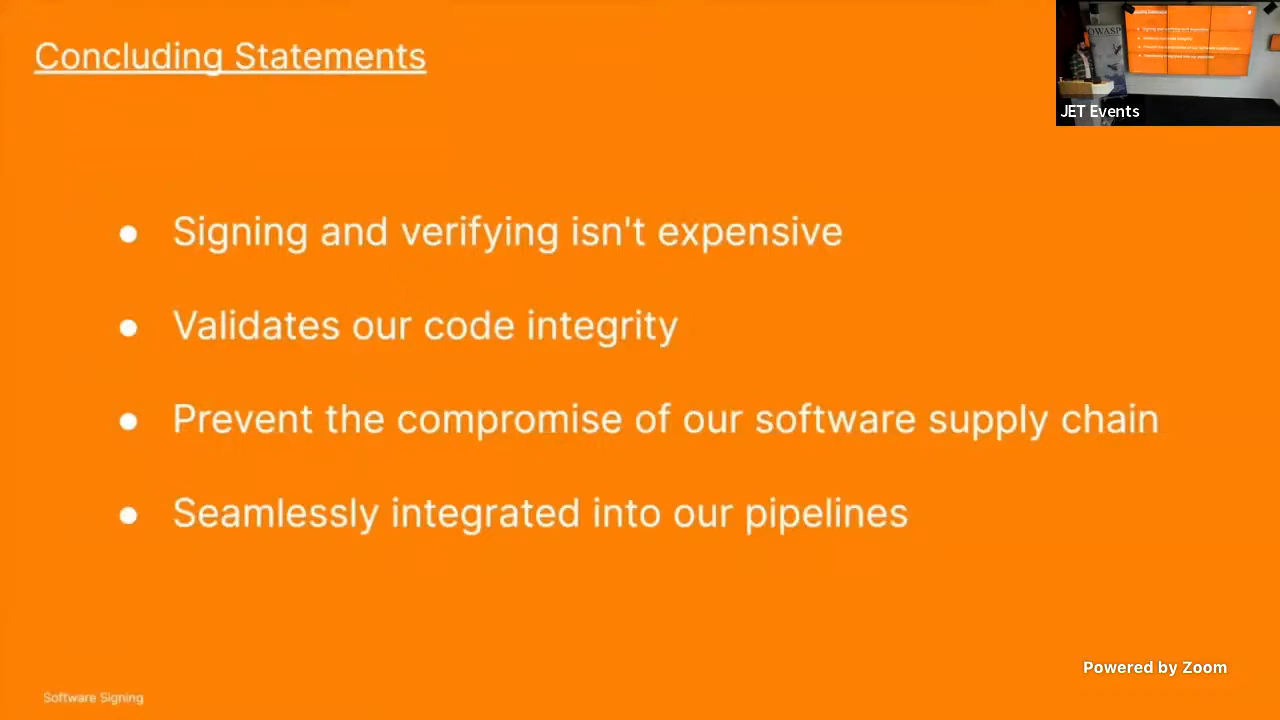 Concluding Statements
OWASP
JET Events
● Signing and verifying isn't expensive
● Validates our code integrity
● Prevent the compromise of our software supply chain
● Seamlessly integrated into our pipelines
Powered by Zoom
Software Signing